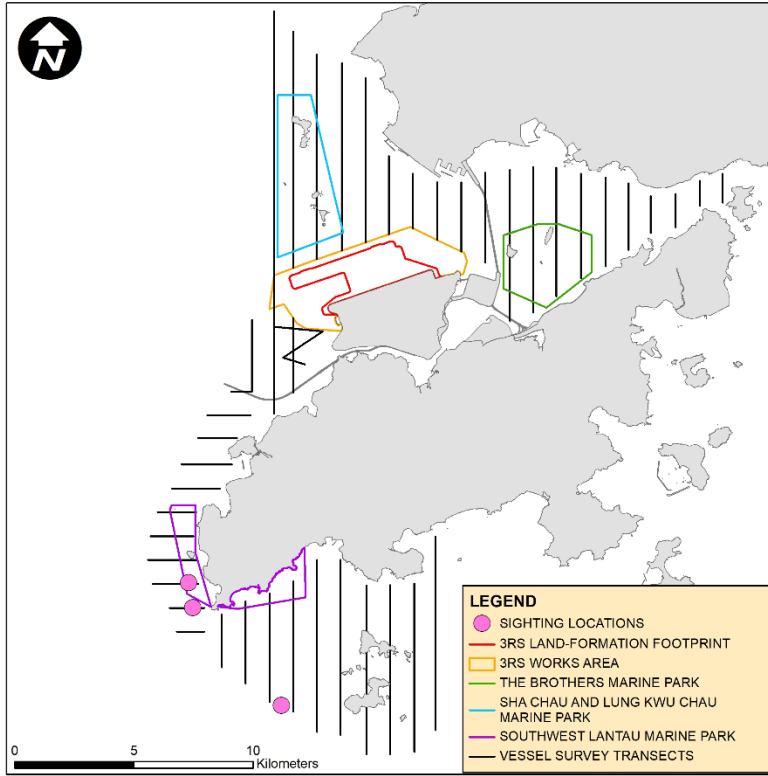 N
LEGEND
SIGHTING LOCATIONS
3RS LAND-FORMATION FOOTPRINT
3RS WORKS AREA
THE BROTHERS MARINE PARK
SHA CHAU AND LUNG KWU CHAU
MARINE PARK
SOUTHWEST LANTAU MARINE PARK
VESSEL SURVEY TRANSECTS
0 5 10
Kilometers